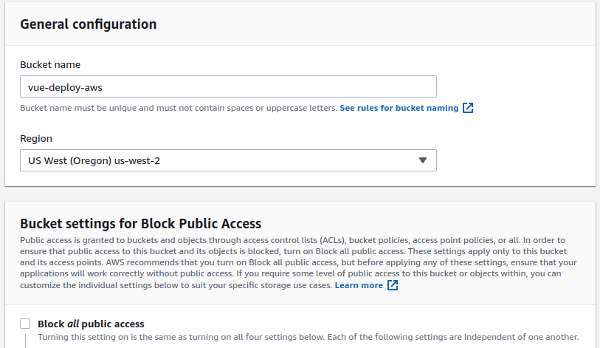 General configuration
Bucket name
vue-deploy-aws
Bucket name must be unique and must not contain spaces or uppercase letters. See rules for bucket naming
Region
US West (Oregon) us-west-2
Bucket settings for Block Public Access
Public access is granted to buckets and objects through access control lists (ACLs), bucket policies, access point policies, or all. In order to
ensure that public access to this bucket and its objects is blocked, turn on Block all public access. These settings apply only to this bucket
and its access points. AWS recommends that you turn on Block all public access, but before applying any of these settings, ensure that your
applications will work correctly without public access. If you require some level of public access to this bucket or objects within, you can
customize the individual settings below to suit your specific storage use cases. Learn more
Block all public access
Turning this setting on is the same as turning on all four settings below. Each of the following settings are independent of one another.